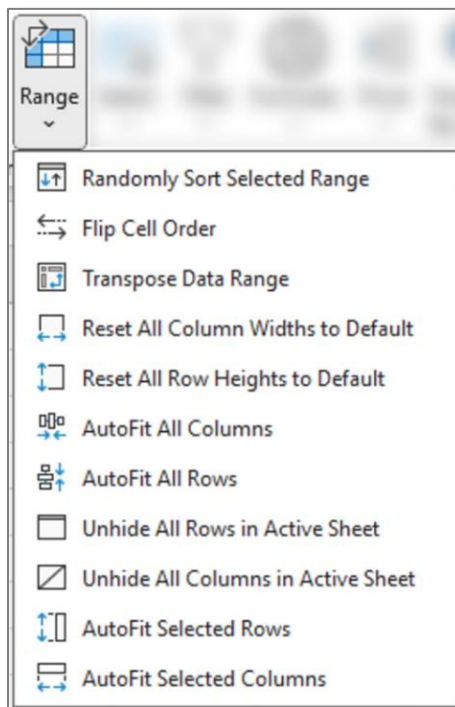 Range
Randomly Sort Selected Range
Flip Cell Order
Transpose Data Range
Reset All Column Widths to Default
Reset All Row Heights to Default
AutoFit All Columns
AutoFit All Rows
Unhide All Rows in Active Sheet
Unhide All Columns in Active Sheet
AutoFit Selected Rows
AutoFit Selected Columns